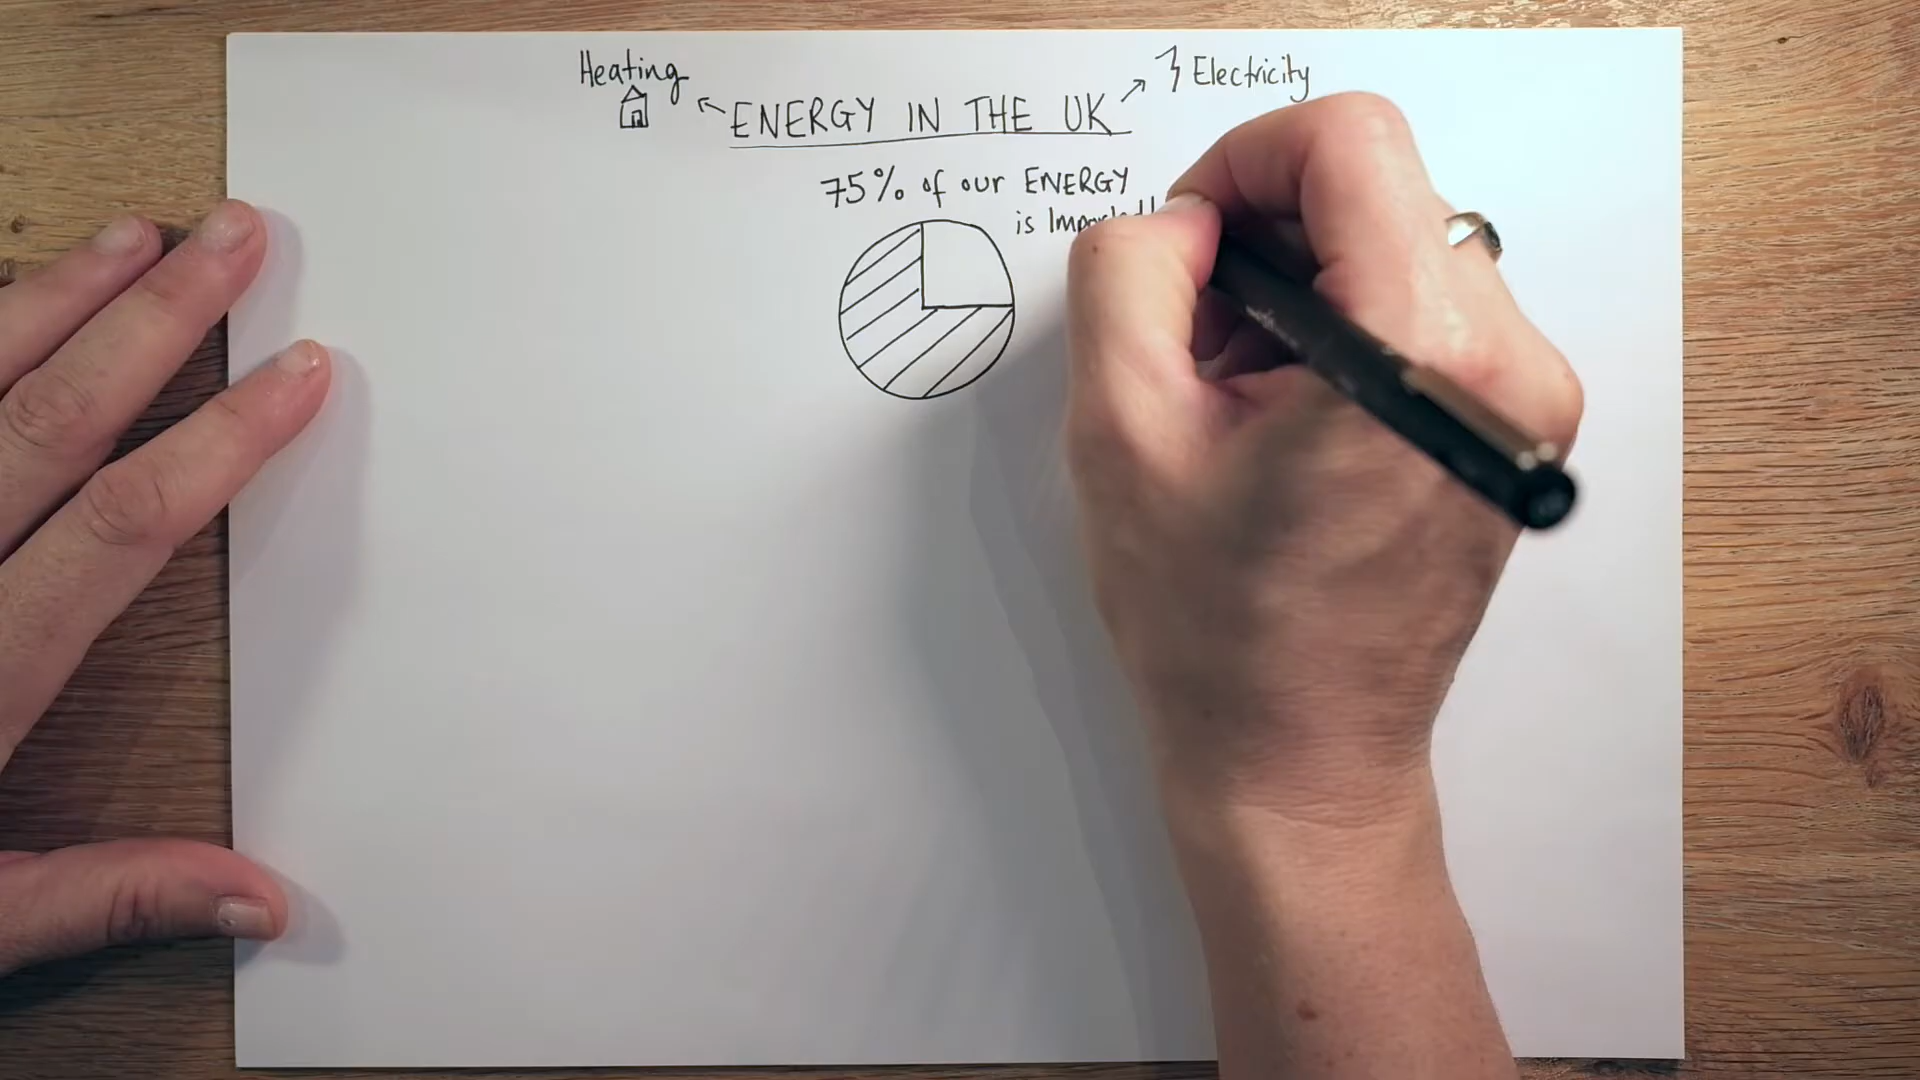 Heating
Electricity
ENERGY IN THE UK
75% of our ENERGY
is